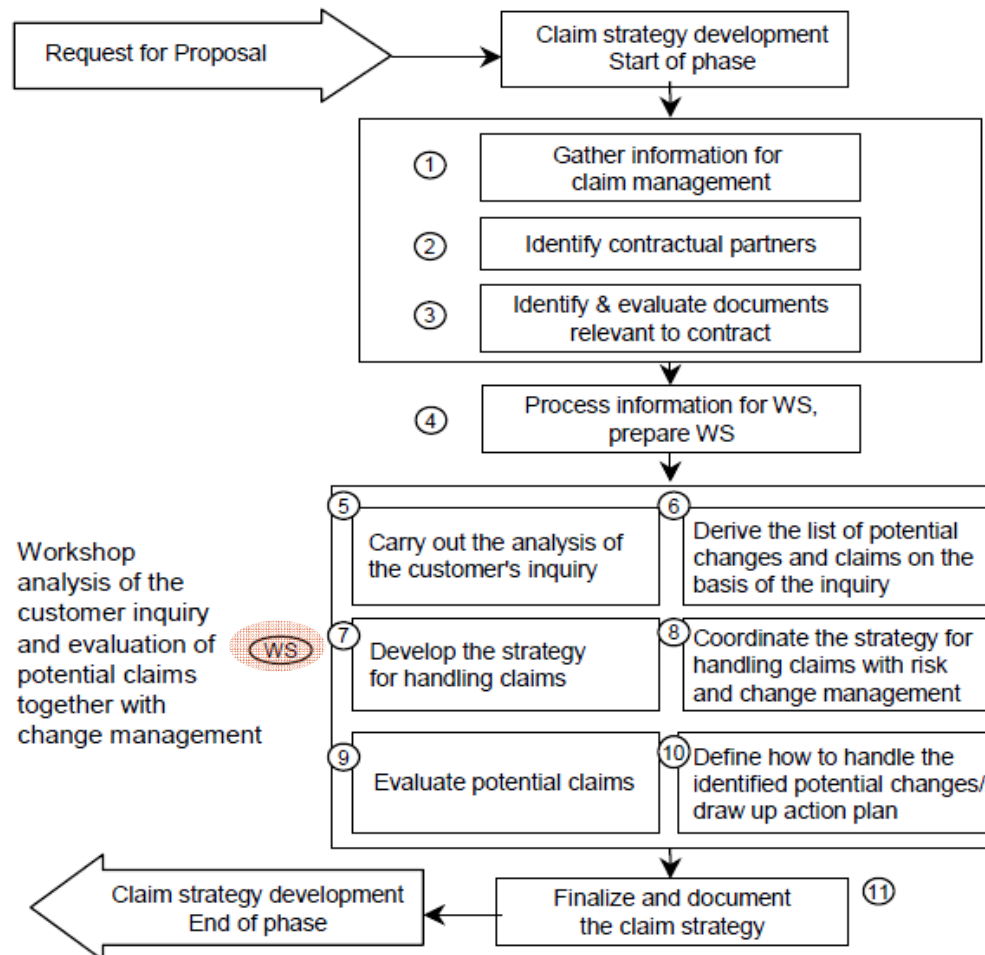 Request for Proposal
Claim strategy development
Start of phase
1
Gather information for
claim management
2
Identify contractual partners
3
Identify & evaluate documents
relevant to contract
4
Process information for WS,
prepare WS
Workshop
analysis of the
customer inquiry
and evaluation of
potential claims
together with
change management
WS
5
Carry out the analysis of
the customer's inquiry
6
Derive the list of potential
changes and claims on the
basis of the inquiry
7
Develop the strategy
for handling claims
8
Coordinate the strategy for
handling claims with risk
and change management
9
Evaluate potential claims
10
Define how to handle the
identified potential changes/
draw up action plan
Finalize and document
the claim strategy
11
Claim strategy development
End of phase